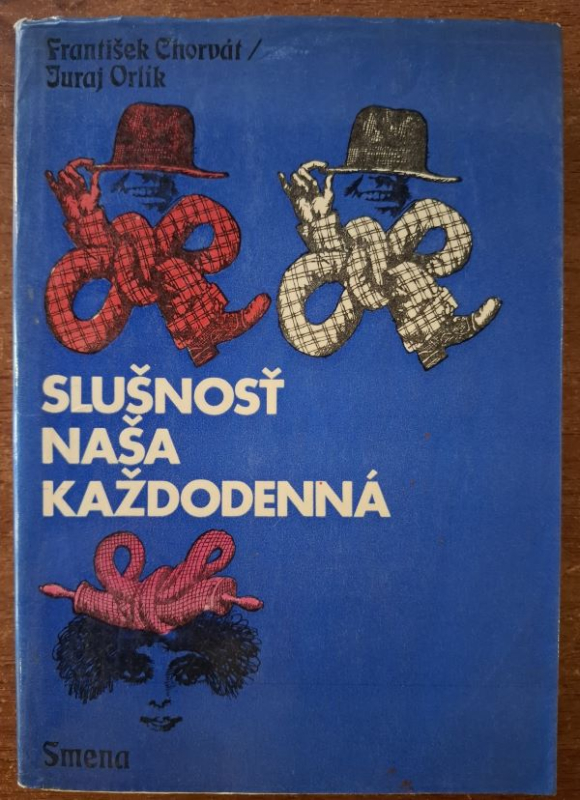 František Chorvát /
Juraj Orlík
SLUŠNOSŤ
NAŠA
KAŽDODENNÁ
Smena